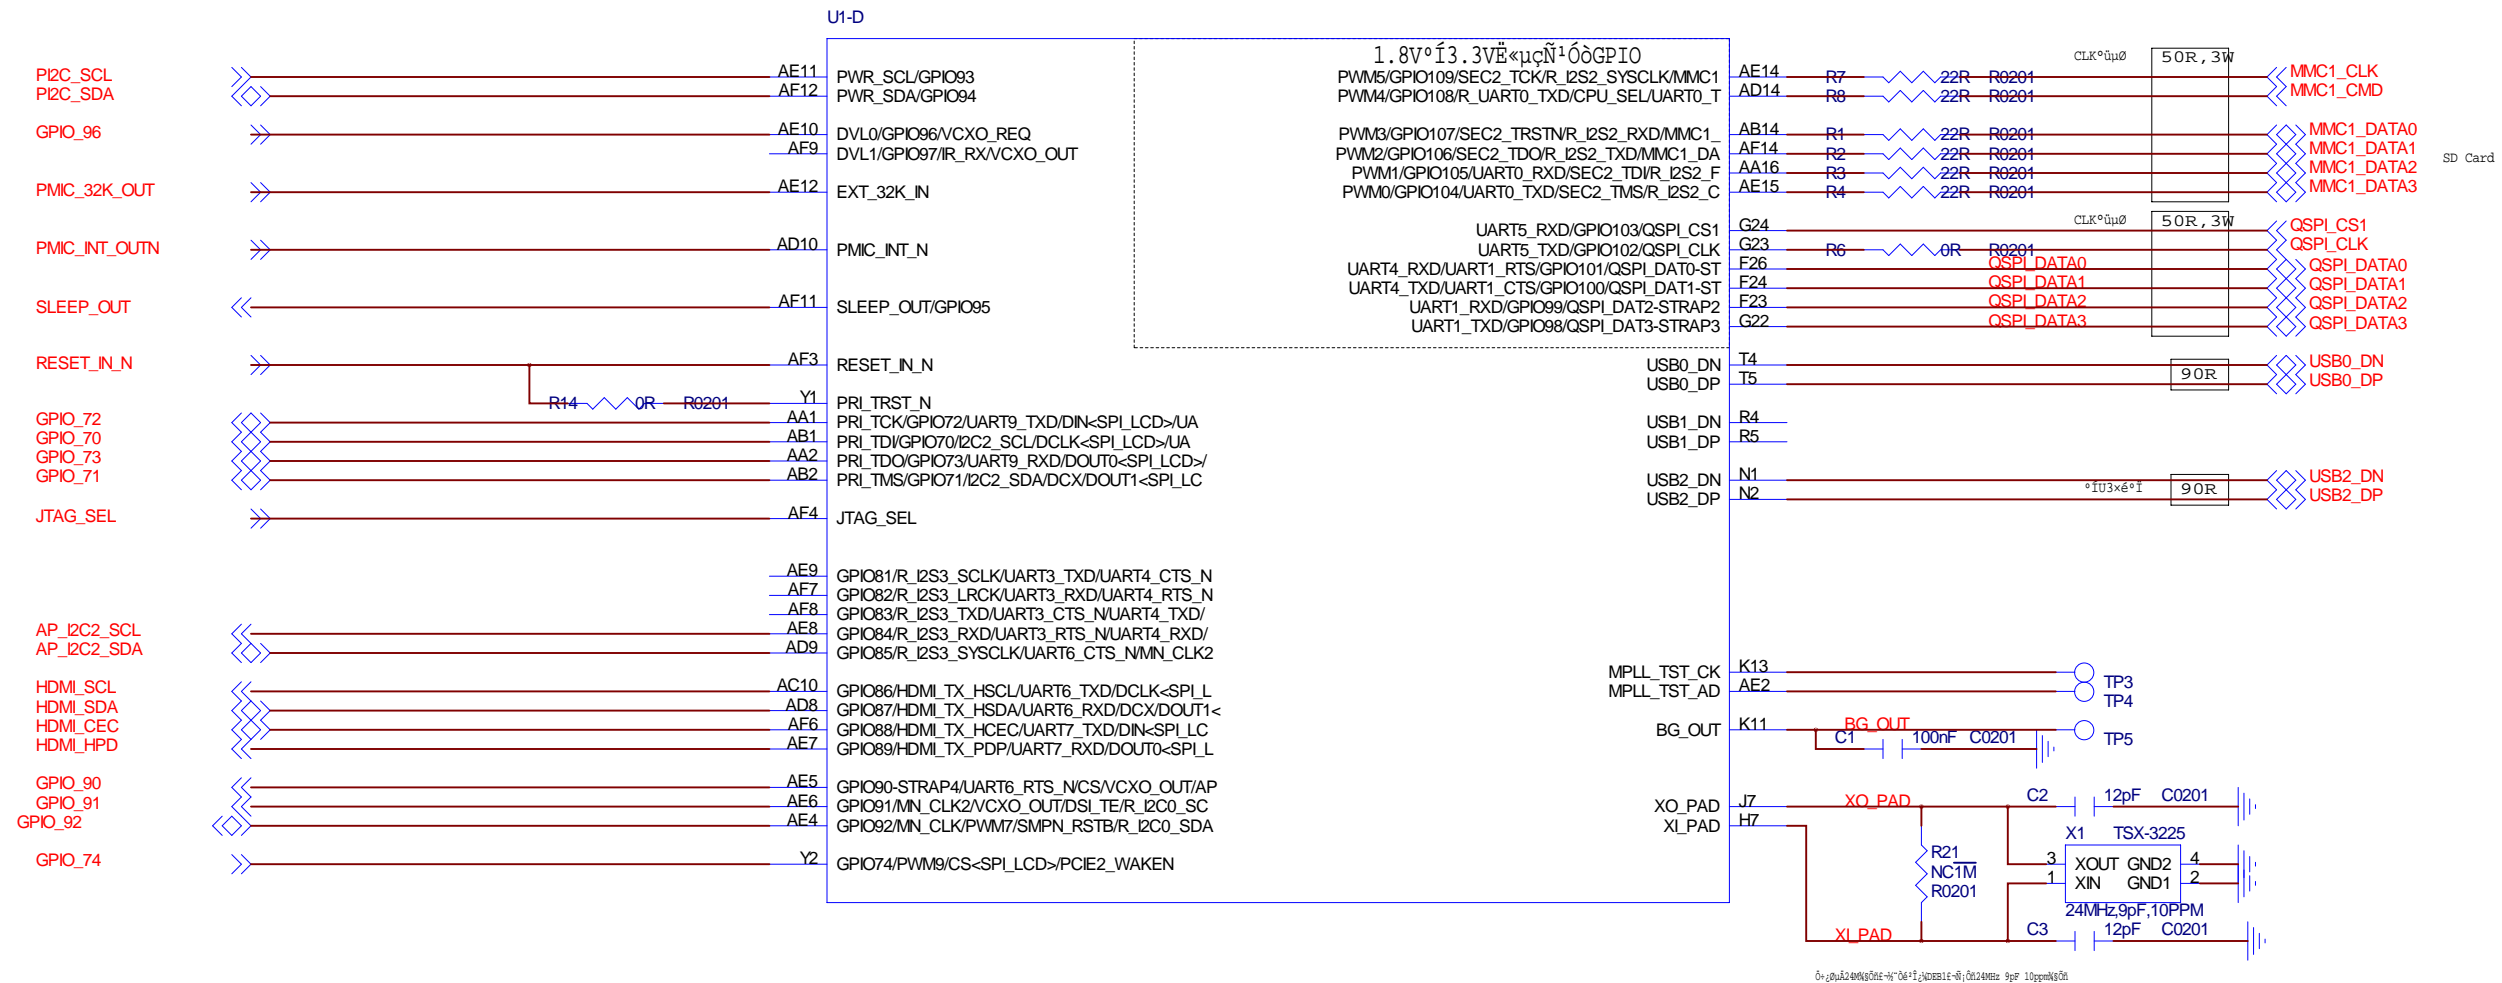 U1-D
1.8VºÍ3.3VË«µçÑ¹ÓòGPIO
PI2C_SCL AE11 PWR_SCL/GPIO93
PI2C_SDA AF12 PWR_SDA/GPIO94
GPIO_96 AE10 DVL0/GPIO96/VCXO_REQ
AF9 DVL1/GPIO97/IR_RX/VCXO_OUT
PMIC_32K_OUT AE12 EXT_32K_IN
PMIC_INT_OUTN AD10 PMIC_INT_N
SLEEP_OUT AF11 SLEEP_OUT/GPIO95
RESET_IN_N AF3 RESET_IN_N
R14 0R R0201 Y1 PRI_TRST_N
GPIO_72 AA1 PRI_TCK/GPIO72/UART9_TXD/DIN<SPI_LCD>/UA
GPIO_70 AB1 PRI_TDI/GPIO70/I2C2_SCL/DCLK<SPI_LCD>/UA
GPIO_73 AA2 PRI_TDO/GPIO73/UART9_RXD/DOUT0<SPI_LCD>/
GPIO_71 AB2 PRI_TMS/GPIO71/I2C2_SDA/DCX/DOUT1<SPI_LC
JTAG_SEL AF4 JTAG_SEL
AE9 GPIO81/R_I2S3_SCLK/UART3_TXD/UART4_CTS_N
AF7 GPIO82/R_I2S3_LRCK/UART3_RXD/UART4_RTS_N
AF8 GPIO83/R_I2S3_TXD/UART3_CTS_N/UART4_TXD/
AP_I2C2_SCL AE8 GPIO84/R_I2S3_RXD/UART3_RTS_N/UART4_RXD/
AP_I2C2_SDA AD9 GPIO85/R_I2S3_SYSCLK/UART6_CTS_N/MN_CLK2
HDMI_SCL AC10 GPIO86/HDMI_TX_HSCL/UART6_TXD/DCLK<SPI_L
HDMI_SDA AD8 GPIO87/HDMI_TX_HSDA/UART6_RXD/DCX/DOUT1<
HDMI_CEC AF6 GPIO88/HDMI_TX_HCEC/UART7_TXD/DIN<SPI_LC
HDMI_HPD AE7 GPIO89/HDMI_TX_PDP/UART7_RXD/DOUT0<SPI_L
GPIO_90 AE5 GPIO90-STRAP4/UART6_RTS_N/CS/VCXO_OUT/AP
GPIO_91 AE6 GPIO91/MN_CLK2/VCXO_OUT/DSI_TE/R_I2C0_SC
GPIO_92 AE4 GPIO92/MN_CLK/PWM7/SMPN_RSTB/R_I2C0_SDA
GPIO_74 Y2 GPIO74/PWM9/CS<SPI_LCD>/PCIE2_WAKEN
CLKºüµØ 50R,3W
PWM5/GPIO109/SEC2_TCK/R_I2S2_SYSCLK/MMC1 AE14 R7 22R R0201 MMC1_CLK
PWM4/GPIO108/R_UART0_TXD/CPU_SEL/UART0_T AD14 R8 22R R0201 MMC1_CMD
PWM3/GPIO107/SEC2_TRSTN/R_I2S2_RXD/MMC1_ AB14 R1 22R R0201 MMC1_DATA0
PWM2/GPIO106/SEC2_TDO/R_I2S2_TXD/MMC1_DA AF14 R2 22R R0201 MMC1_DATA1
SD Card
PWM1/GPIO105/UART0_RXD/SEC2_TDI/R_I2S2_F AA16 R3 22R R0201 MMC1_DATA2
PWM0/GPIO104/UART0_TXD/SEC2_TMS/R_I2S2_C AE15 R4 22R R0201 MMC1_DATA3
CLKºüµØ 50R,3W
UART5_RXD/GPIO103/QSPI_CS1 G24 QSPI_CS1
UART5_TXD/GPIO102/QSPI_CLK G23 R6 0R R0201 QSPI_CLK
UART4_RXD/UART1_RTS/GPIO101/QSPI_DAT0-ST F26 QSPI_DATA0 QSPI_DATA0
UART4_TXD/UART1_CTS/GPIO100/QSPI_DAT1-ST F24 QSPI_DATA1 QSPI_DATA1
UART1_RXD/GPIO99/QSPI_DAT2-STRAP2 F23 QSPI_DATA2 QSPI_DATA2
UART1_TXD/GPIO98/QSPI_DAT3-STRAP3 G22 QSPI_DATA3 QSPI_DATA3
USB0_DN T4 USB0_DN
90R
USB0_DP T5 USB0_DP
USB1_DN R4
USB1_DP R5
USB2_DN N1 USB2_DN
ºÍU3×éºÏ 90R
USB2_DP N2 USB2_DP
MPLL_TST_CK K13 TP3
MPLL_TST_AD AE2 TP4
BG_OUT K11 BG_OUT TP5
C1 100nF C0201
XO_PAD J7 XO_PAD C2 12pF C0201
XI_PAD H7
X1 TSX-3225
R21
NC1M
R0201
3 XOUT GND2 4
1 XIN GND1 2
24MHz,9pF,10PPM
XI_PAD C3 12pF C0201